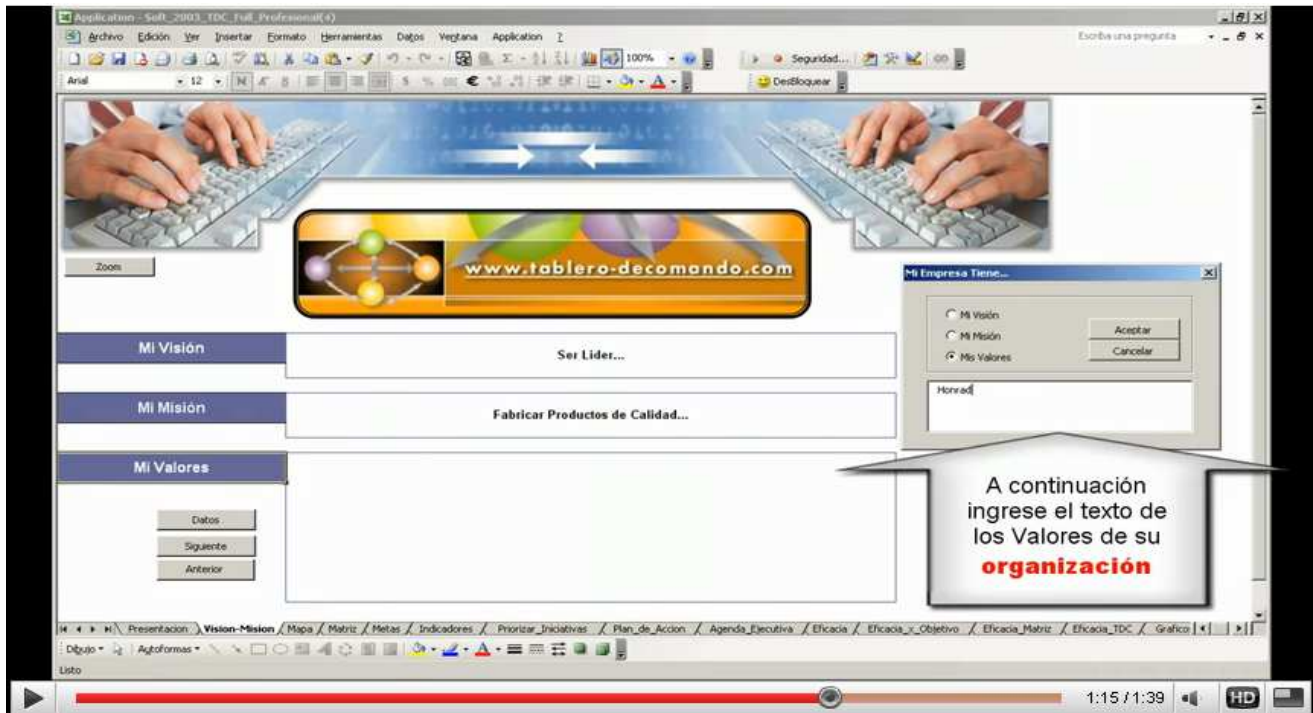 Application - Soft_2003_TDC_Full_Profesional(4)
Archivo Edición Ver Insertar Formato Herramientas Datos Ventana Application ?
Escriba una pregunta
100%
Seguridad...
Arial
12
N K S
€
DesBloquear
Zoom
www.tablero-decomando.com
Mi Empresa Tiene...
Mi Visión
Mi Misión
Mis Valores
Aceptar
Cancelar
Honrad
Mi Visión
Ser Lider...
Mi Misión
Fabricar Productos de Calidad...
Mi Valores
A continuación
ingrese el texto de
los Valores de su
organización
Datos
Siguiente
Anterior
Presentacion Vision-Mision Mapa Matriz Metas Indicadores Priorizar_Iniciativas Plan_de_Accion Agenda_Ejecutiva Eficacia Eficacia_x_Objetivo Eficacia_Matriz Eficacia_TDC Grafico
Dibujo Autoformas
Listo
1:15 / 1:39
HD